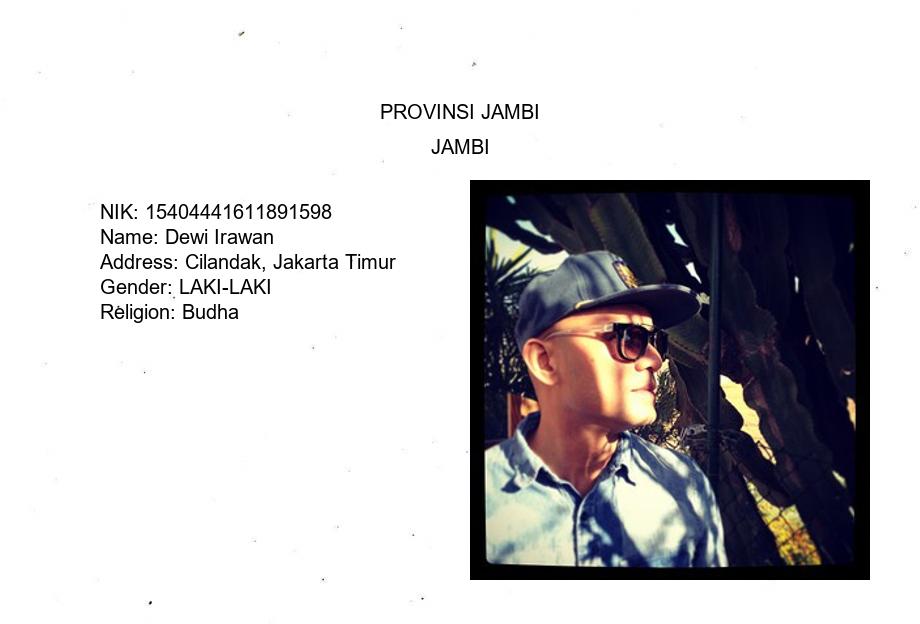 PROVINSI JAMBI
JAMBI
NIK: 15404441611891598
Name: Dewi Irawan
Address: Cilandak, Jakarta Timur
Gender: LAKI-LAKI
Religion: Budha